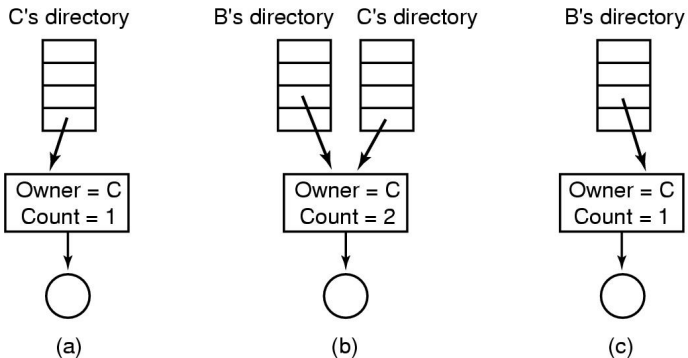 C's directory
B's directory C's directory
B's directory
Owner = C
Count = 1
Owner = C
Count = 2
Owner = C
Count = 1
(a)
(b)
(c)